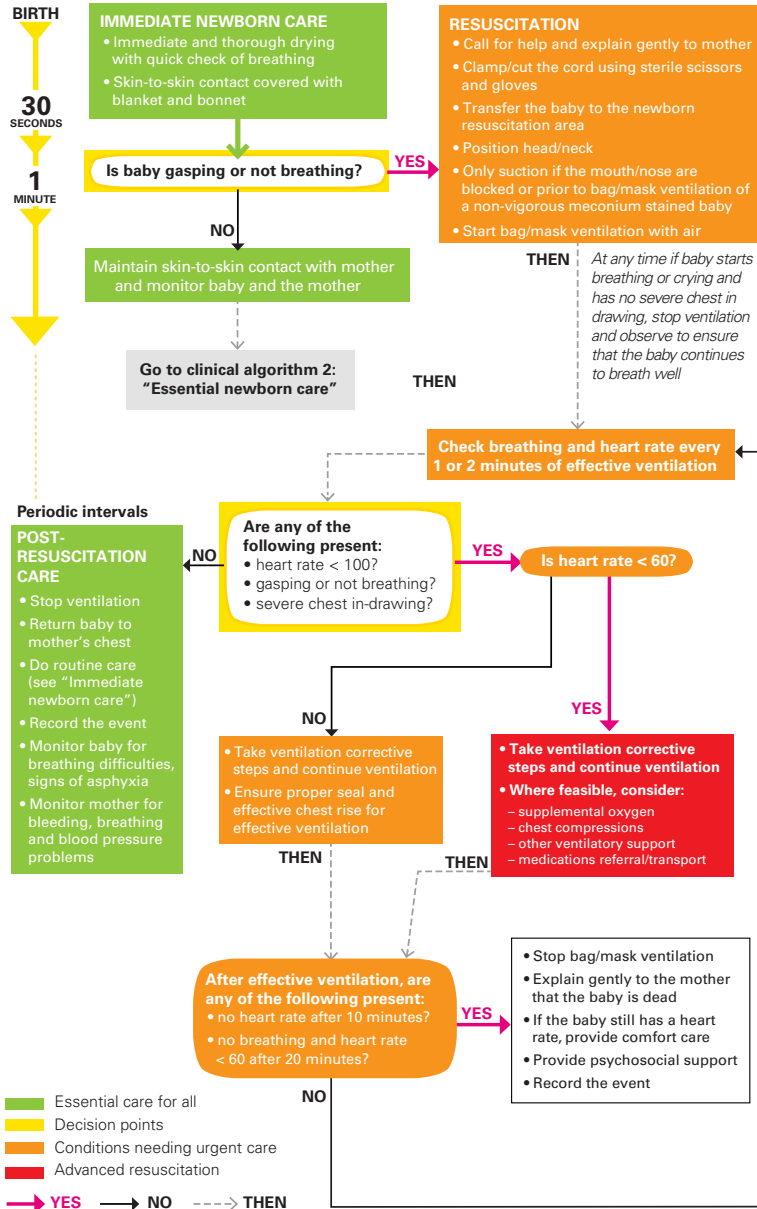 BIRTH
30
SECONDS
1
MINUTE
IMMEDIATE NEWBORN CARE
• Immediate and thorough drying
with quick check of breathing
• Skin-to-skin contact covered with
blanket and bonnet
Is baby gasping or not breathing?
YES
RESUSCITATION
• Call for help and explain gently to mother
• Clamp/cut the cord using sterile scissors
and gloves
• Transfer the baby to the newborn
resuscitation area
• Position head/neck
• Only suction if the mouth/nose are
blocked or prior to bag/mask ventilation of
a non-vigorous meconium stained baby
• Start bag/mask ventilation with air
NO
Maintain skin-to-skin contact with mother
and monitor baby and the mother
THEN
At any time if baby starts
breathing or crying and
has no severe chest in
drawing, stop ventilation
and observe to ensure
that the baby continues
to breath well
Go to clinical algorithm 2:
“Essential newborn care”
THEN
Check breathing and heart rate every
1 or 2 minutes of effective ventilation
Periodic intervals
POST-
RESUSCITATION
CARE
• Stop ventilation
• Return baby to
mother’s chest
• Do routine care
(see “Immediate
newborn care”)
• Record the event
• Monitor baby for
breathing difficulties,
signs of asphyxia
• Monitor mother for
bleeding, breathing
and blood pressure
problems
NO
Are any of the
following present:
• heart rate < 100?
• gasping or not breathing?
• severe chest in-drawing?
YES
Is heart rate < 60?
NO
YES
• Take ventilation corrective
steps and continue ventilation
• Ensure proper seal and
effective chest rise for
effective ventilation
• Take ventilation corrective
steps and continue ventilation
• Where feasible, consider:
– supplemental oxygen
– chest compressions
– other ventilatory support
– medications referral/transport
THEN
THEN
After effective ventilation, are
any of the following present:
• no heart rate after 10 minutes?
• no breathing and heart rate
< 60 after 20 minutes?
YES
• Stop bag/mask ventilation
• Explain gently to the mother
that the baby is dead
• If the baby still has a heart
rate, provide comfort care
• Provide psychosocial support
• Record the event
NO
Essential care for all
Decision points
Conditions needing urgent care
Advanced resuscitation
YES NO THEN